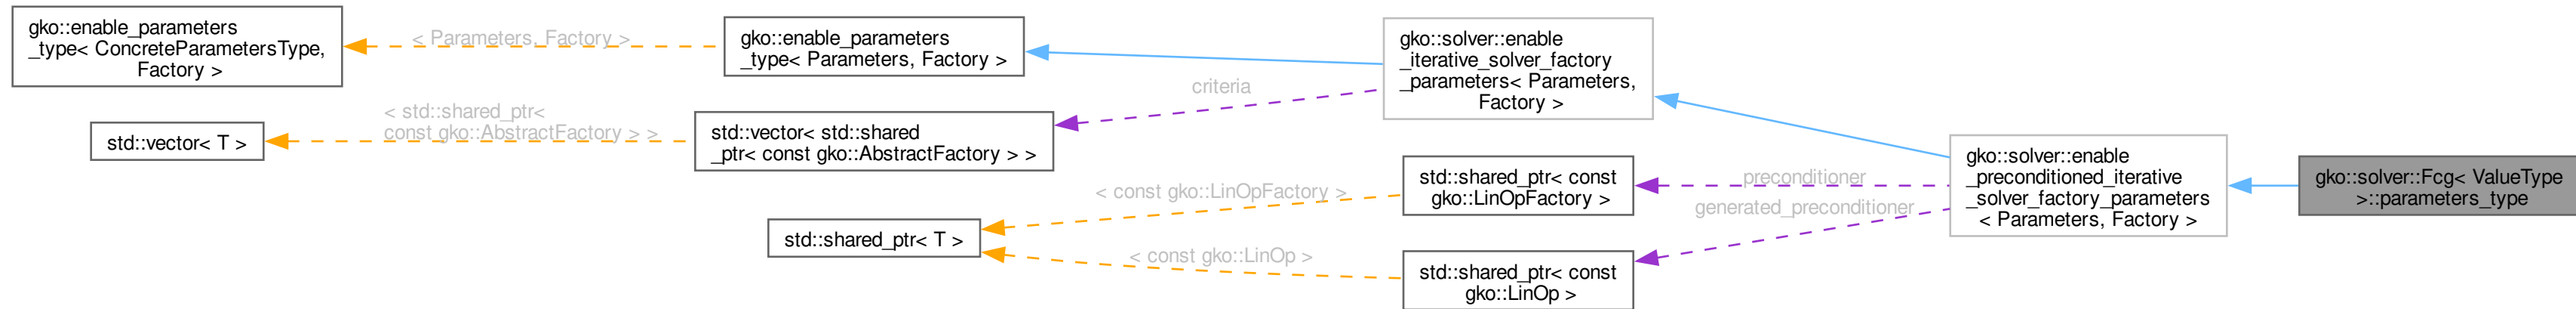 gko::enable_parameters
_type< ConcreteParametersType,
Factory >
< Parameters, Factory >
gko::enable_parameters
_type< Parameters, Factory >
gko::solver::enable
_iterative_solver_factory
_parameters< Parameters,
Factory >
criteria
std::vector< T >
< std::shared_ptr<
const gko::AbstractFactory > >
std::vector< std::shared
_ptr< const gko::AbstractFactory > >
std::shared_ptr< T >
< const gko::LinOpFactory >
std::shared_ptr< const
gko::LinOpFactory >
< const gko::LinOp >
std::shared_ptr< const
gko::LinOp >
preconditioner
generated_preconditioner
gko::solver::enable
_preconditioned_iterative
_solver_factory_parameters
< Parameters, Factory >
gko::solver::Fcg< ValueType
>::parameters_type